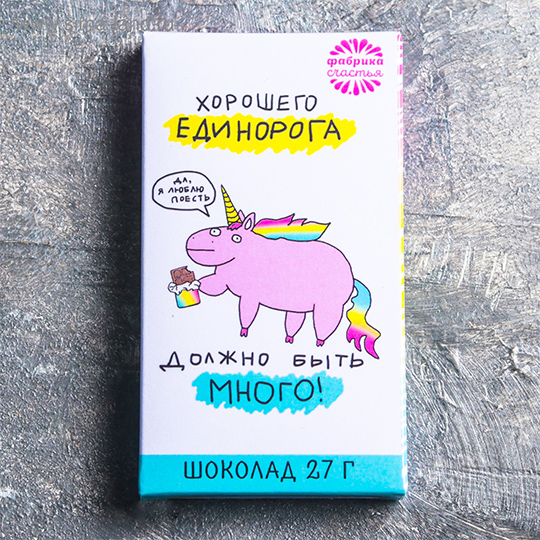 фабрика
счастья
ХОРОШЕГО
ЕДИНОРОГА
ДА,
Я ЛЮБЛЮ
ПОЕСТЬ
ДОЛЖНО БЫТЬ
МНОГО!
ШОКОЛАД 27 Г